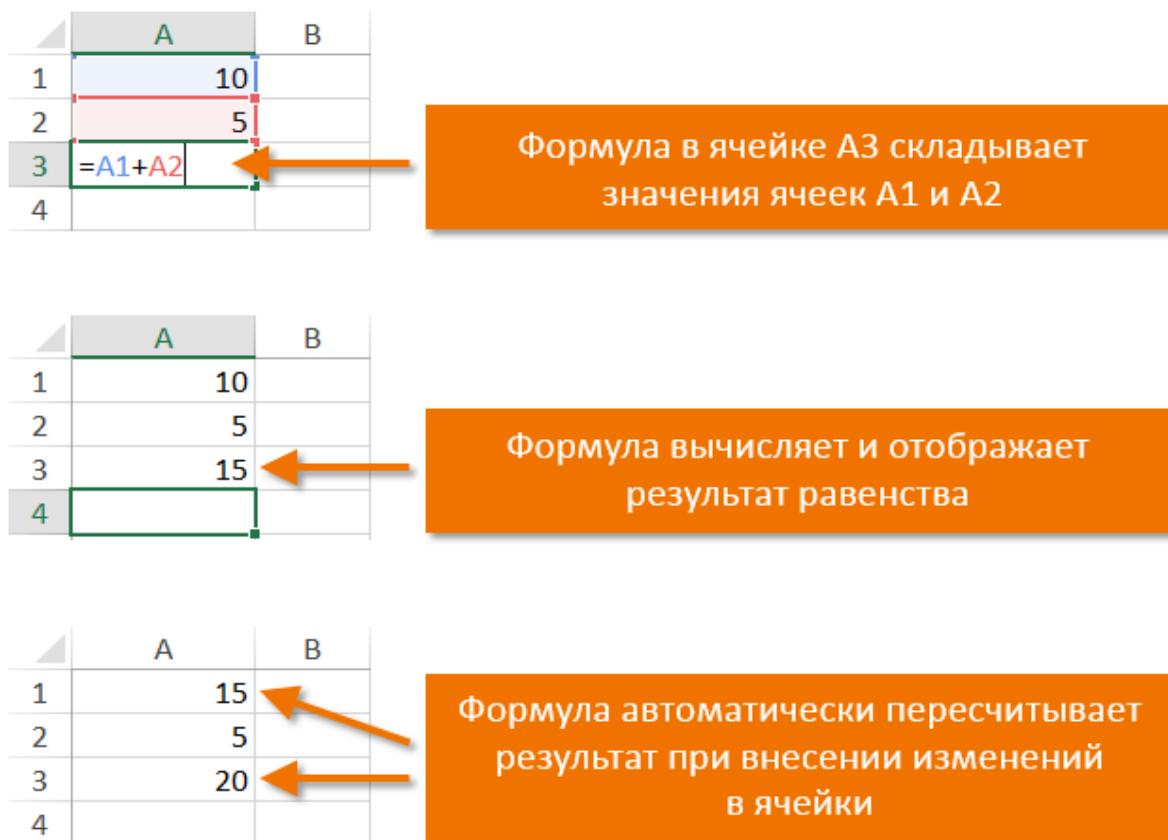 A B
1 10
2 5
3 =A1+A2
4
Формула в ячейке A3 складывает
значения ячеек A1 и A2
A B
1 10
2 5
3 15
4
Формула вычисляет и отображает
результат равенства
A B
1 15
2 5
3 20
4
Формула автоматически пересчитывает
результат при внесении изменений
в ячейки